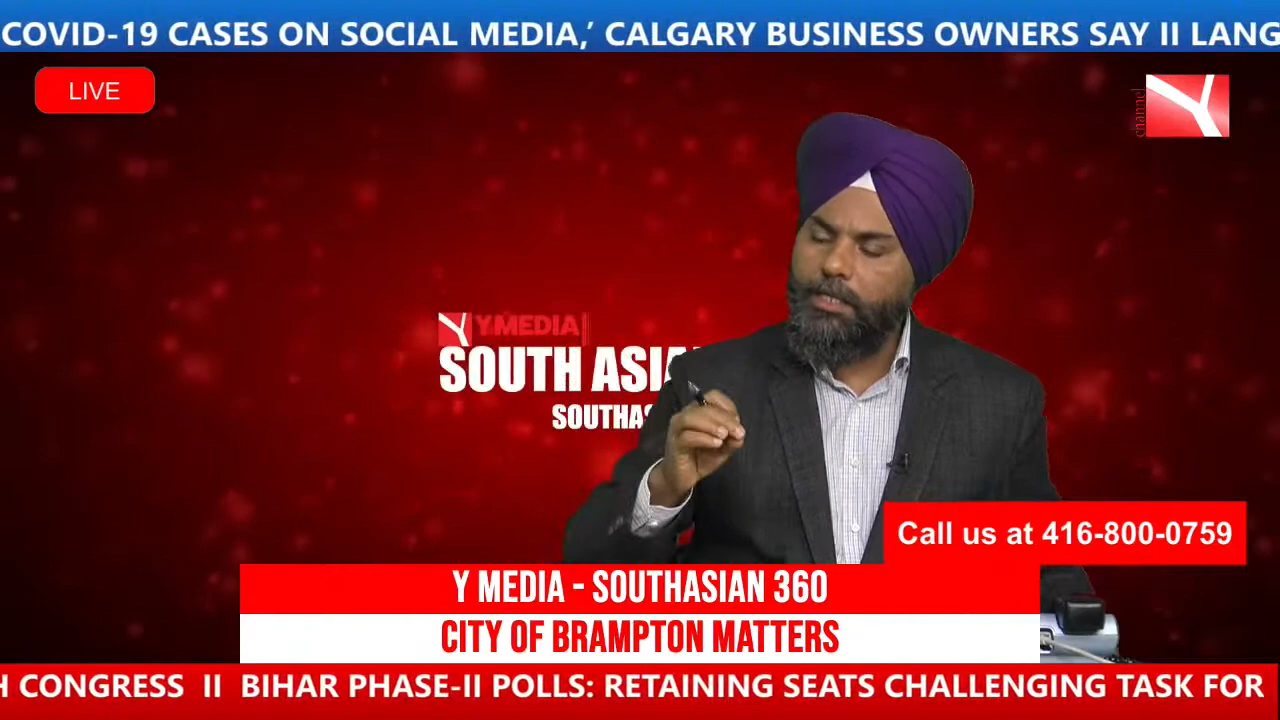 COVID-19 CASES ON SOCIAL MEDIA,’ CALGARY BUSINESS OWNERS SAY II LANG
LIVE
channel
Y MEDIA
SOUTH ASIA
SOUTHAS
Call us at 416-800-0759
Y MEDIA - SOUTHASIAN 360
CITY OF BRAMPTON MATTERS
H CONGRESS II BIHAR PHASE-II POLLS: RETAINING SEATS CHALLENGING TASK FOR